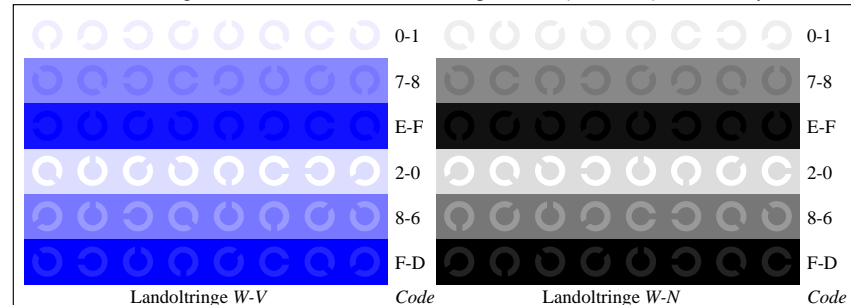 0-1 0-1
7-8 7-8
E-F E-F
2-0 2-0
8-6 8-6
F-D F-D
Landoltringe W-V Code Landoltringe W-N Code